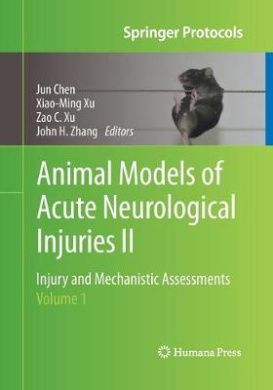 Springer Protocols
Jun Chen
Xiao-Ming Xu
Zao C. Xu
John H. Zhang Editors
Animal Models of
Acute Neurological
Injuries II
Injury and Mechanistic Assessments
Volume 1
Humana Press